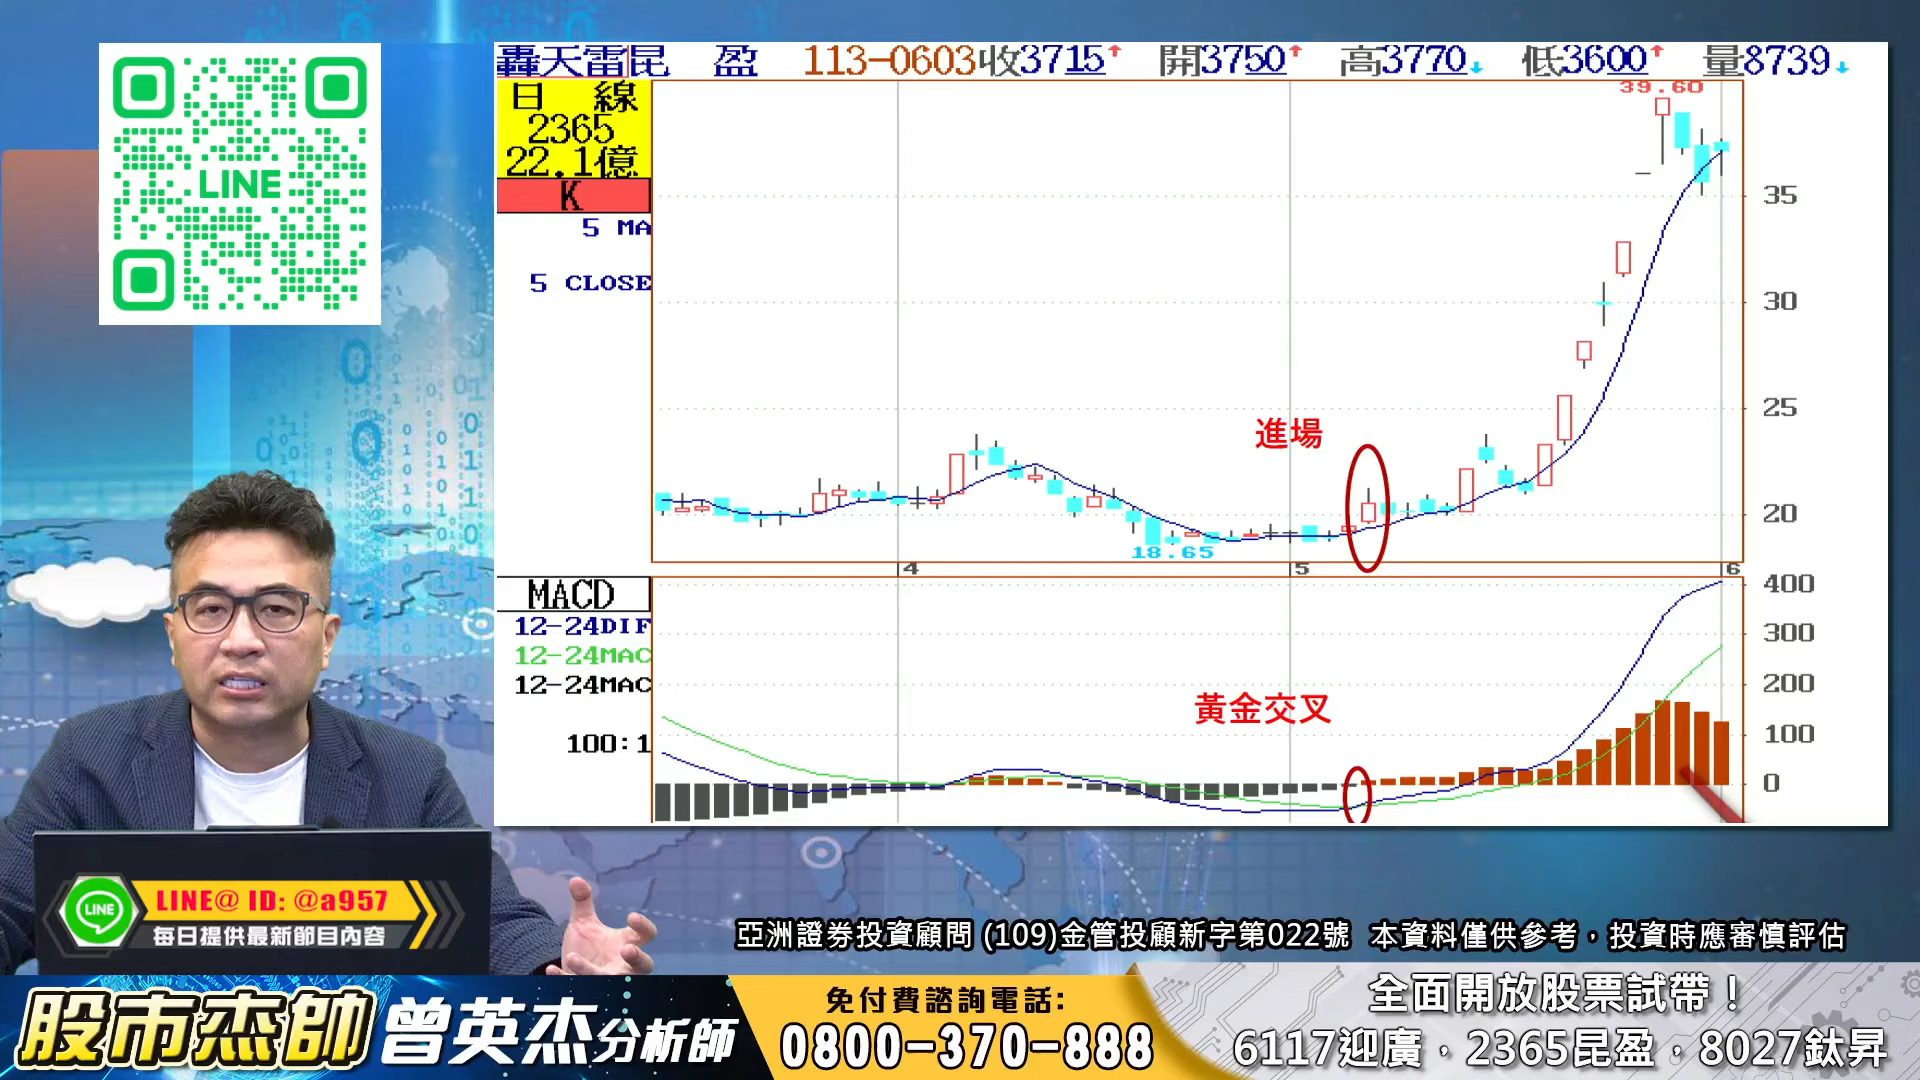 轟天雷昆 盈 113-0603收3715↑ 開3750↑ 高3770↓ 低3600↑ 量8739↓
日 線
2365
22.1億
K
5 MA
5 CLOSE
39.60
35
30
25
20
進場
18.65
4
5
6
MACD
12-24DIF
12-24MAC
12-24MAC
100:1
黃金交叉
400
300
200
100
0
LINE
LINE
LINE@ ID: @a957
每日提供最新節目內容
亞洲證券投資顧問 (109)金管投顧新字第022號 本資料僅供參考，投資時應審慎評估
股市杰帥 曾英杰分析師
免付費諮詢電話:
0800-370-888
全面開放股票試帶！
6117迎廣，2365昆盈，8027鈦昇